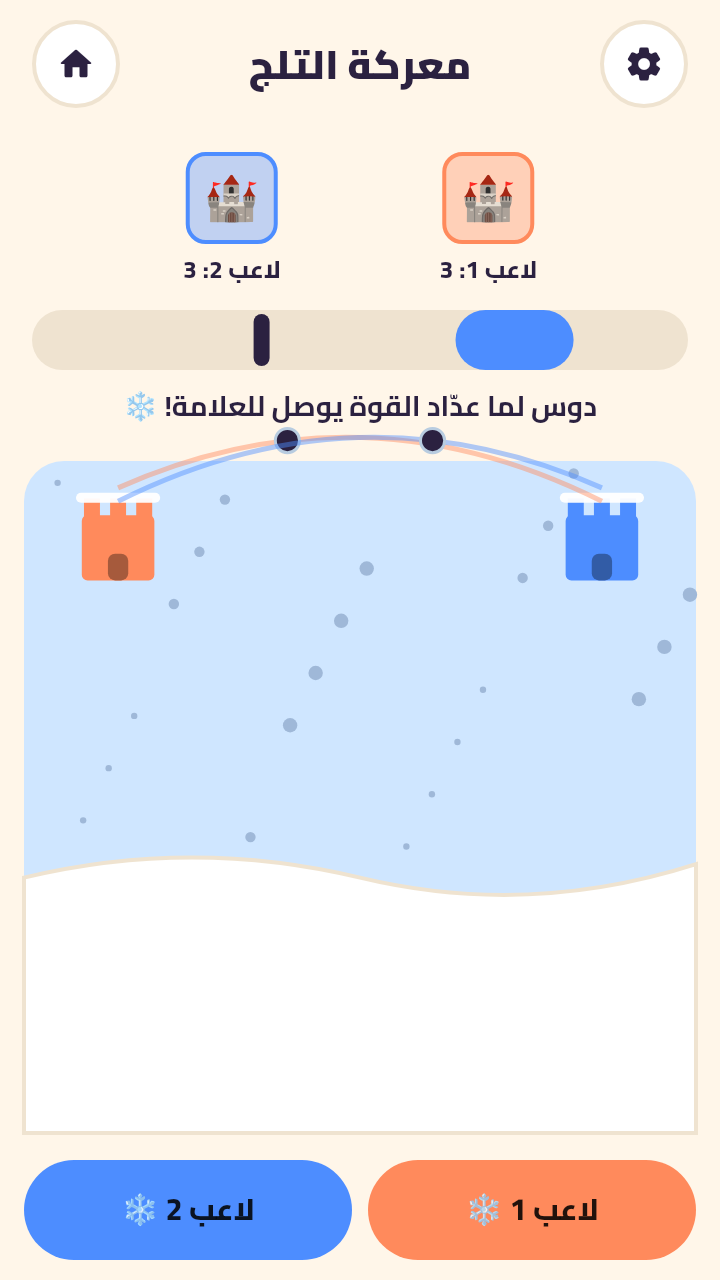 معركة التلج
لاعب 1: 3
لاعب 2: 3
دوس لما عدّاد القوة يوصل للعلامة! ❄️
لاعب 1 ❄️
لاعب 2 ❄️